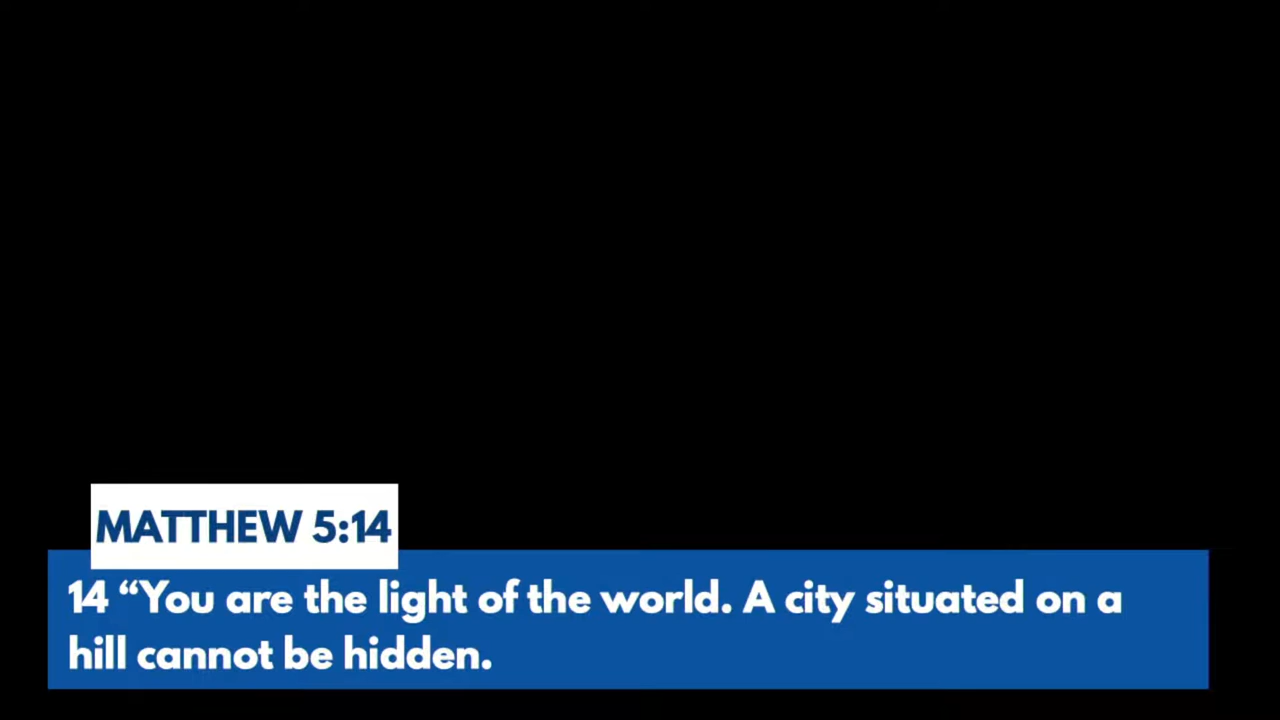 MATTHEW 5:14
14 “You are the light of the world. A city situated on a
hill cannot be hidden.